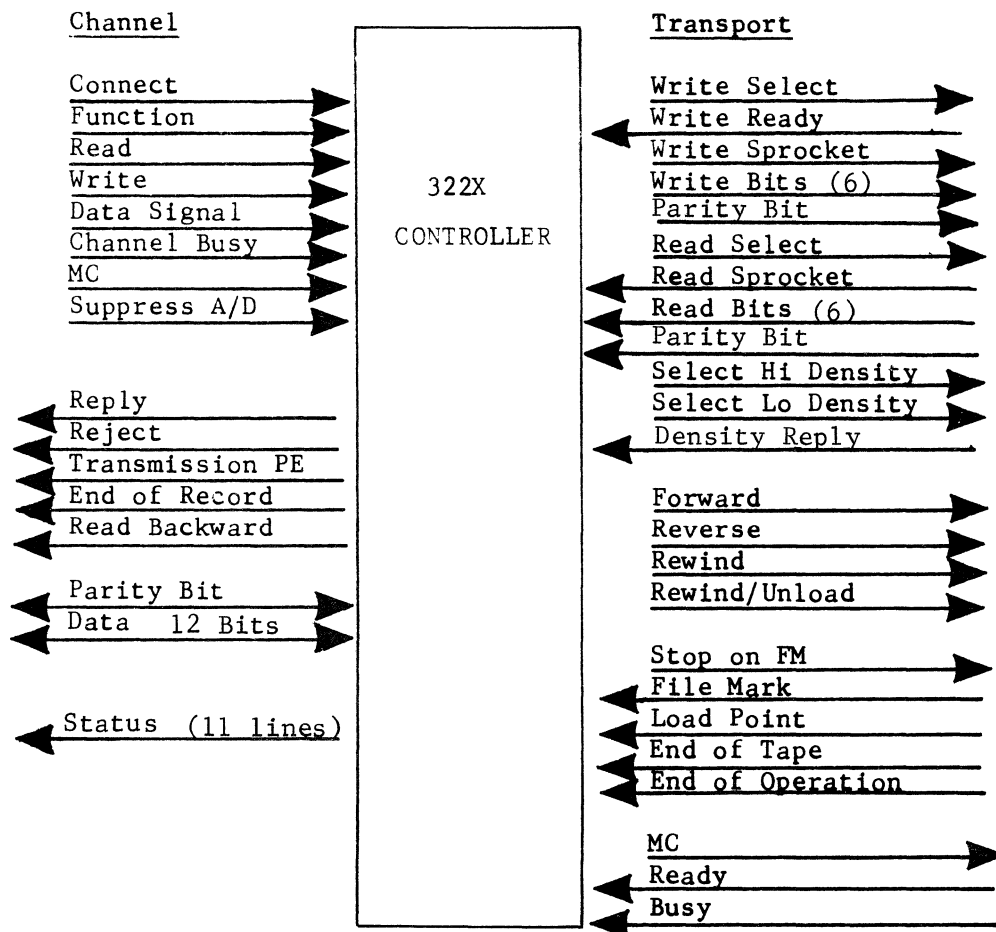 Channel
Connect
Function
Read
Write
Data Signal
Channel Busy
MC
Suppress A/D
Reply
Reject
Transmission PE
End of Record
Read Backward
Parity Bit
Data 12 Bits
Status (11 lines)
322X
CONTROLLER
Transport
Write Select
Write Ready
Write Sprocket
Write Bits (6)
Parity Bit
Read Select
Read Sprocket
Read Bits (6)
Parity Bit
Select Hi Density
Select Lo Density
Density Reply
Forward
Reverse
Rewind
Rewind/Unload
Stop on FM
File Mark
Load Point
End of Tape
End of Operation
MC
Ready
Busy